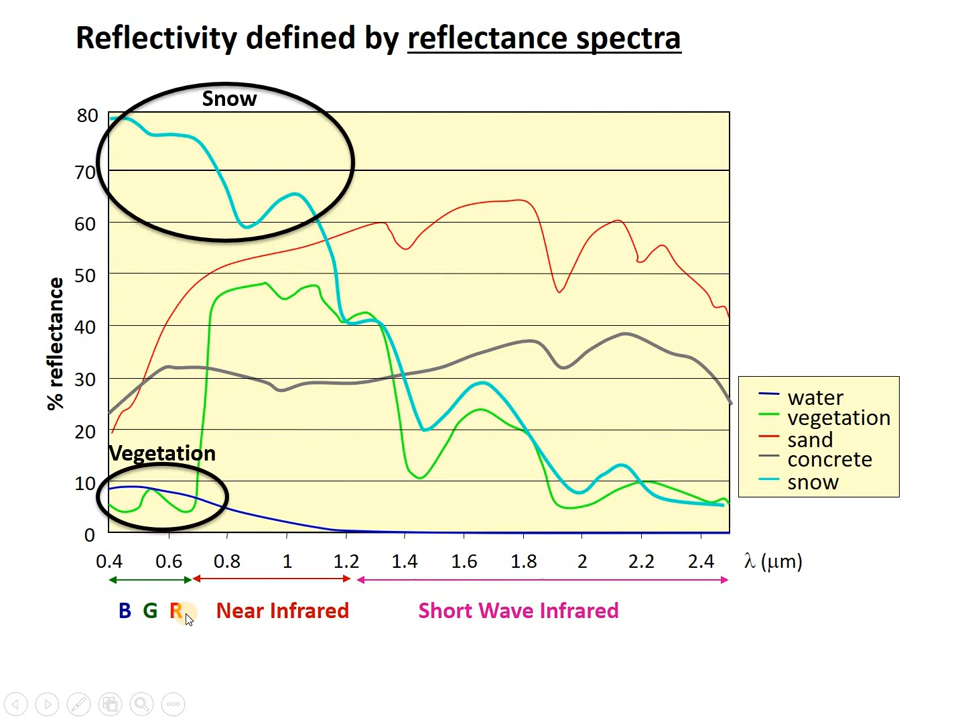 Reflectivity defined by reflectance spectra
Snow
80
70
60
50
40
30
20
10
0
% reflectance
Vegetation
water
vegetation
sand
concrete
snow
0.4 0.6 0.8 1 1.2 1.4 1.6 1.8 2 2.2 2.4 λ (μm)
B G R Near Infrared Short Wave Infrared